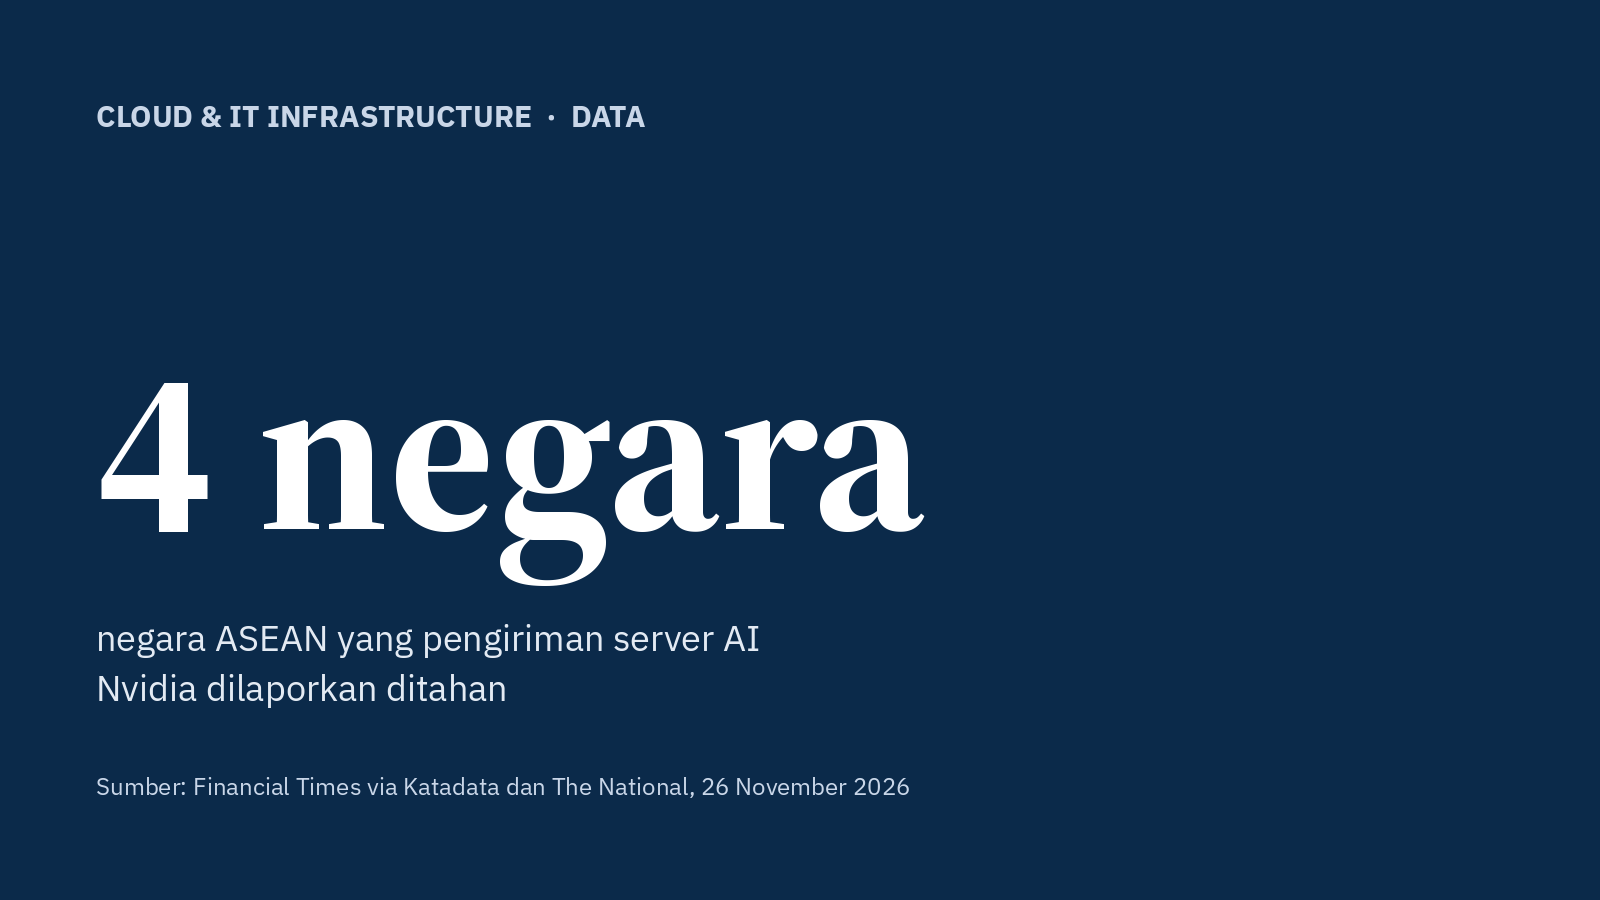 CLOUD & IT INFRASTRUCTURE · DATA
4 negara
negara ASEAN yang pengiriman server AI
Nvidia dilaporkan ditahan
Sumber: Financial Times via Katadata dan The National, 26 November 2026